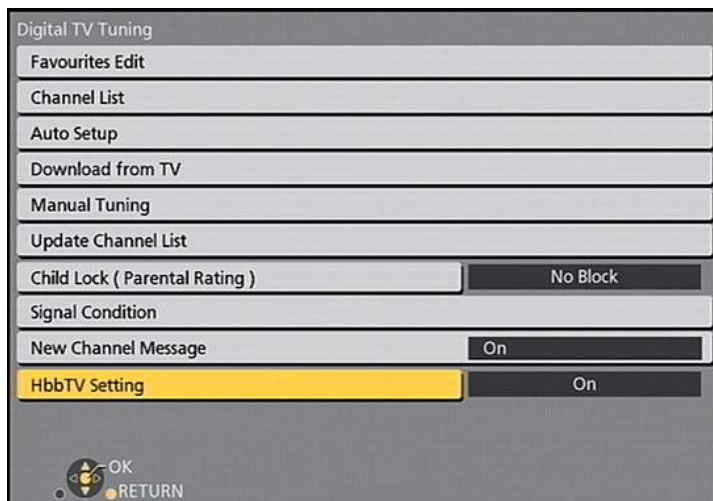 Digital TV Tuning
Favourites Edit
Channel List
Auto Setup
Download from TV
Manual Tuning
Update Channel List
Child Lock ( Parental Rating ) No Block
Signal Condition
New Channel Message On
HbbTV Setting On
OK
RETURN